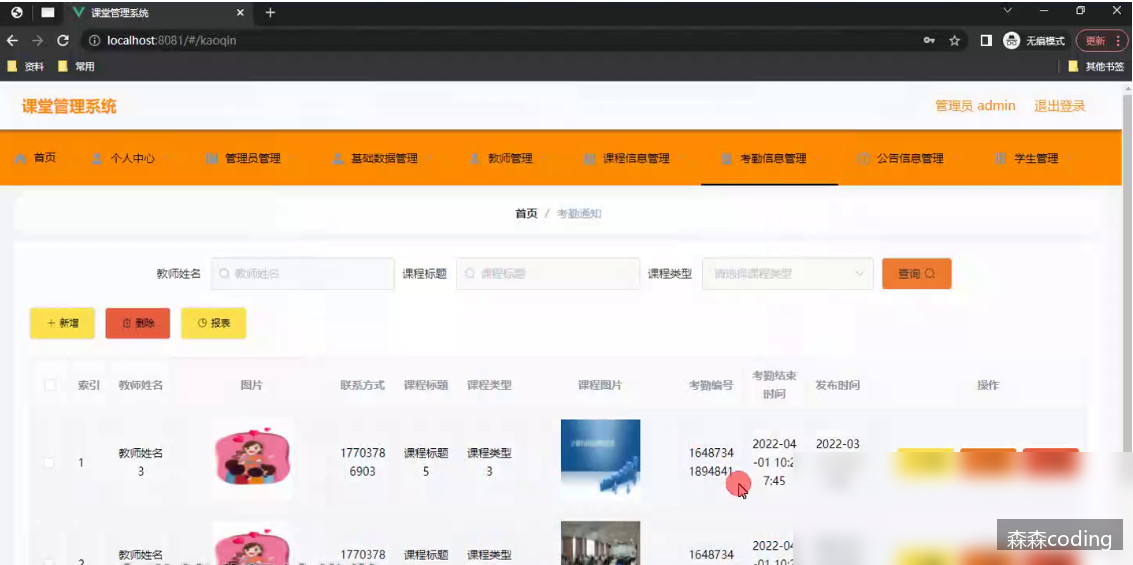 课堂管理系统
localhost:8081/#/kaoqin
无痕模式
更新
资料
常用
其他书签
课堂管理系统
管理员 admin
退出登录
首页
个人中心
管理员管理
基础数据管理
教师管理
课程信息管理
考勤信息管理
公告信息管理
学生管理
首页 / 考勤通知
教师姓名
教师姓名
课程标题
课程标题
课程类型
请选择课程类型
查询
新增
删除
报表
索引
教师姓名
图片
联系方式
课程标题
课程类型
课程图片
考勤编号
考勤结束
时间
发布时间
操作
1
教师姓名
3
1770378
6903
课程标题
5
课程类型
3
1648734
1894841
2022-04
-01 10:2
7:45
2022-03
2
教师姓名
1770378
课程标题
课程类型
1648734
2022-04
森森coding